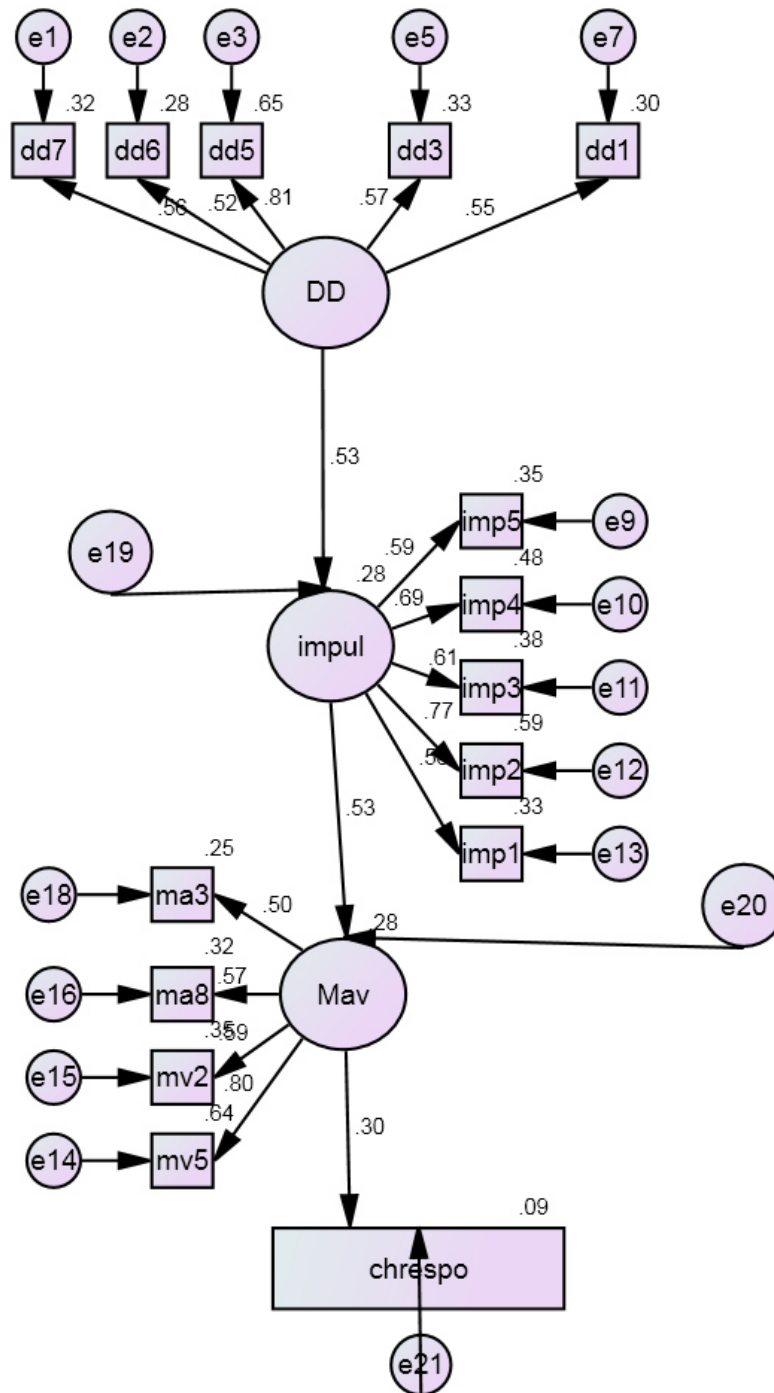 e1 e2 e3 e5 e7
.32 .28 .65 .33 .30
dd7 dd6 dd5 dd3 dd1
.56 .52 .81 .57 .55
DD
.53
.35
imp5 e9
e19
.59
.28 .48
.69 imp4 e10
impul
.38
.61 imp3 e11
.77 .59
imp2 e12
.53 .33
imp1 e13
.25
e18 ma3
.50
e20
.28
.32
e16 ma8 .57 Mav
.59
e15 mv2 .80
.64
e14 mv5
.30
.09
chrespo
e21